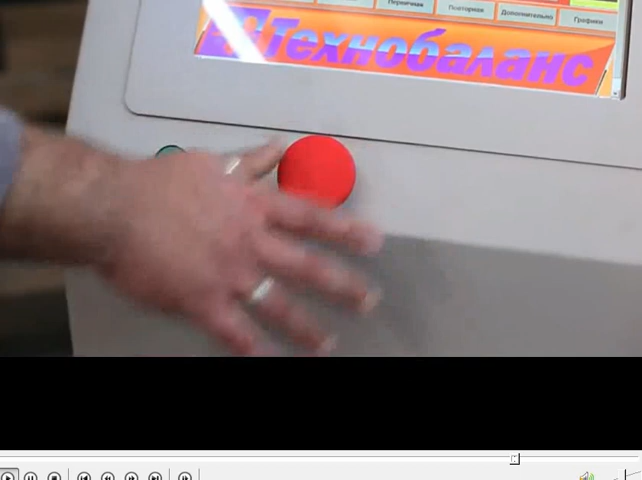 Первичная Повторная Дополнительно Графики
Технобаланс